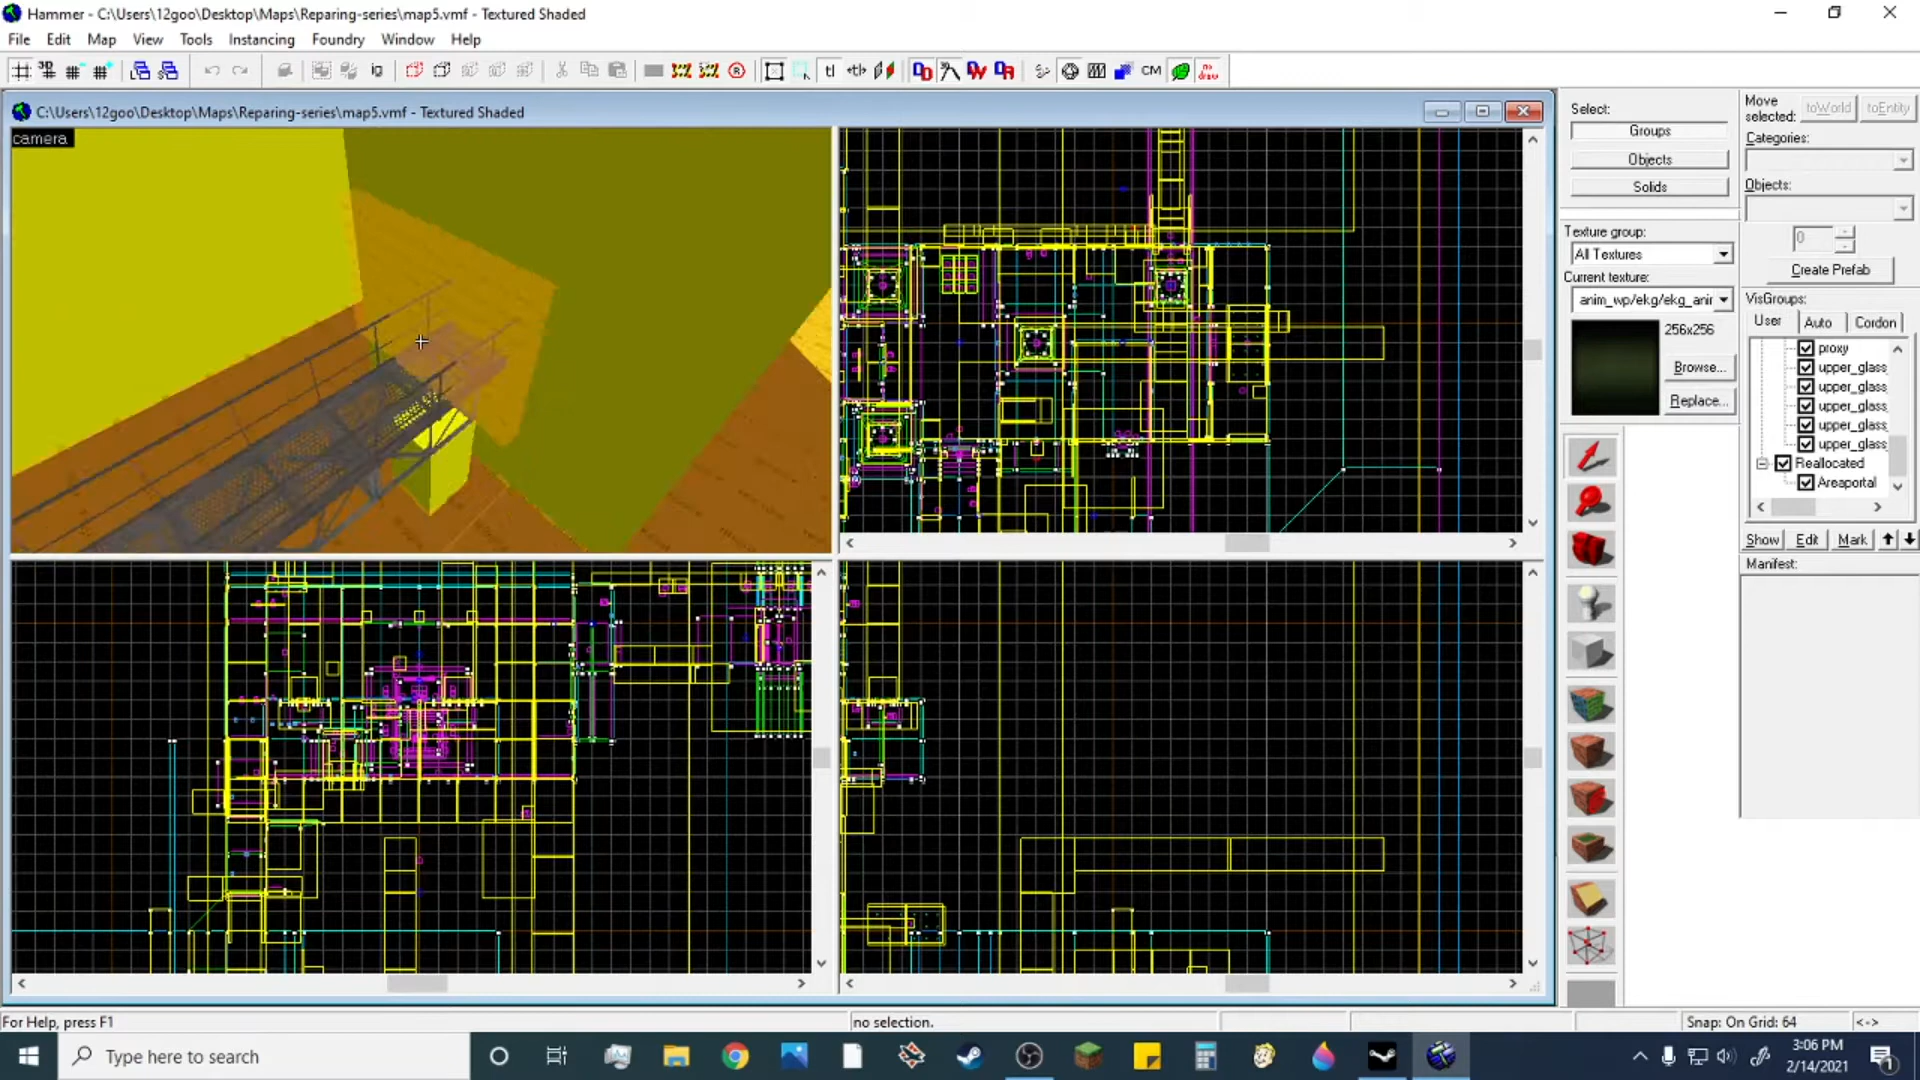 Hammer - C:\Users\12goo\Desktop\Maps\Reparing-series\map5.vmf - Textured Shaded
File Edit Map View Tools Instancing Foundry Window Help
C:\Users\12goo\Desktop\Maps\Reparing-series\map5.vmf - Textured Shaded
camera
Select:
Groups
Objects
Solids
Texture group:
All Textures
Current texture:
anim_wp/ekg/ekg_anir
256x256
Browse...
Replace...
Move selected:
toWorld
toEntity
Categories:
Objects:
0
Create Prefab
VisGroups:
User Auto Cordon
proxy
upper_glass
upper_glass
upper_glass
upper_glass
upper_glass
Reallocated
Areaportal
Show Edit Mark
Manifest:
For Help, press F1
no selection.
Snap: On Grid: 64
<->
Type here to search
3:06 PM
2/14/2021
1